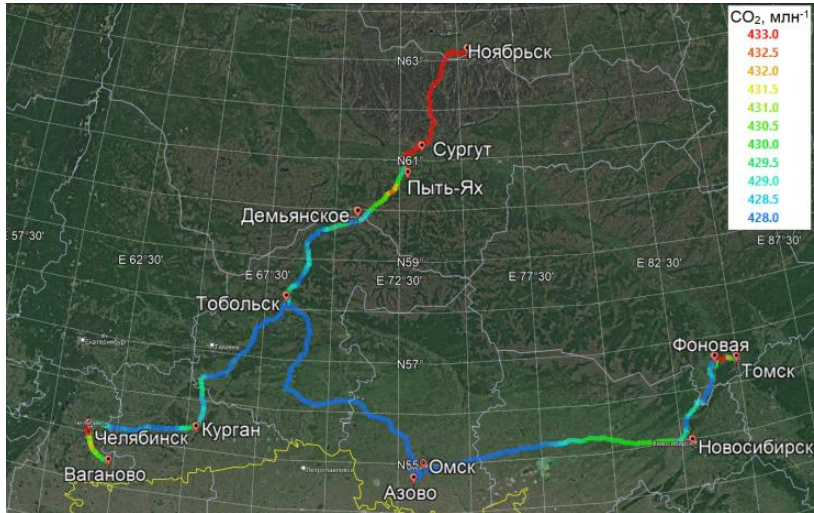 CO₂, млн⁻¹
433.0
432.5
432.0
431.5
431.0
430.5
430.0
429.5
429.0
428.5
428.0
Ноябрьск
N63°
Сургут
N61°
Пыть-Ях
Демьянское
E 57°30'
E 62°30'
E 67°30'
N59
E 72°30'
E 77°30'
E 82°30'
E 87°30'
Тобольск
Екатеринбург
Тюмень
N57°
Фоновая
Томск
Челябинск
Курган
Новосибирск
Ваганово
Петропавловск
N55°
Омск
Азово